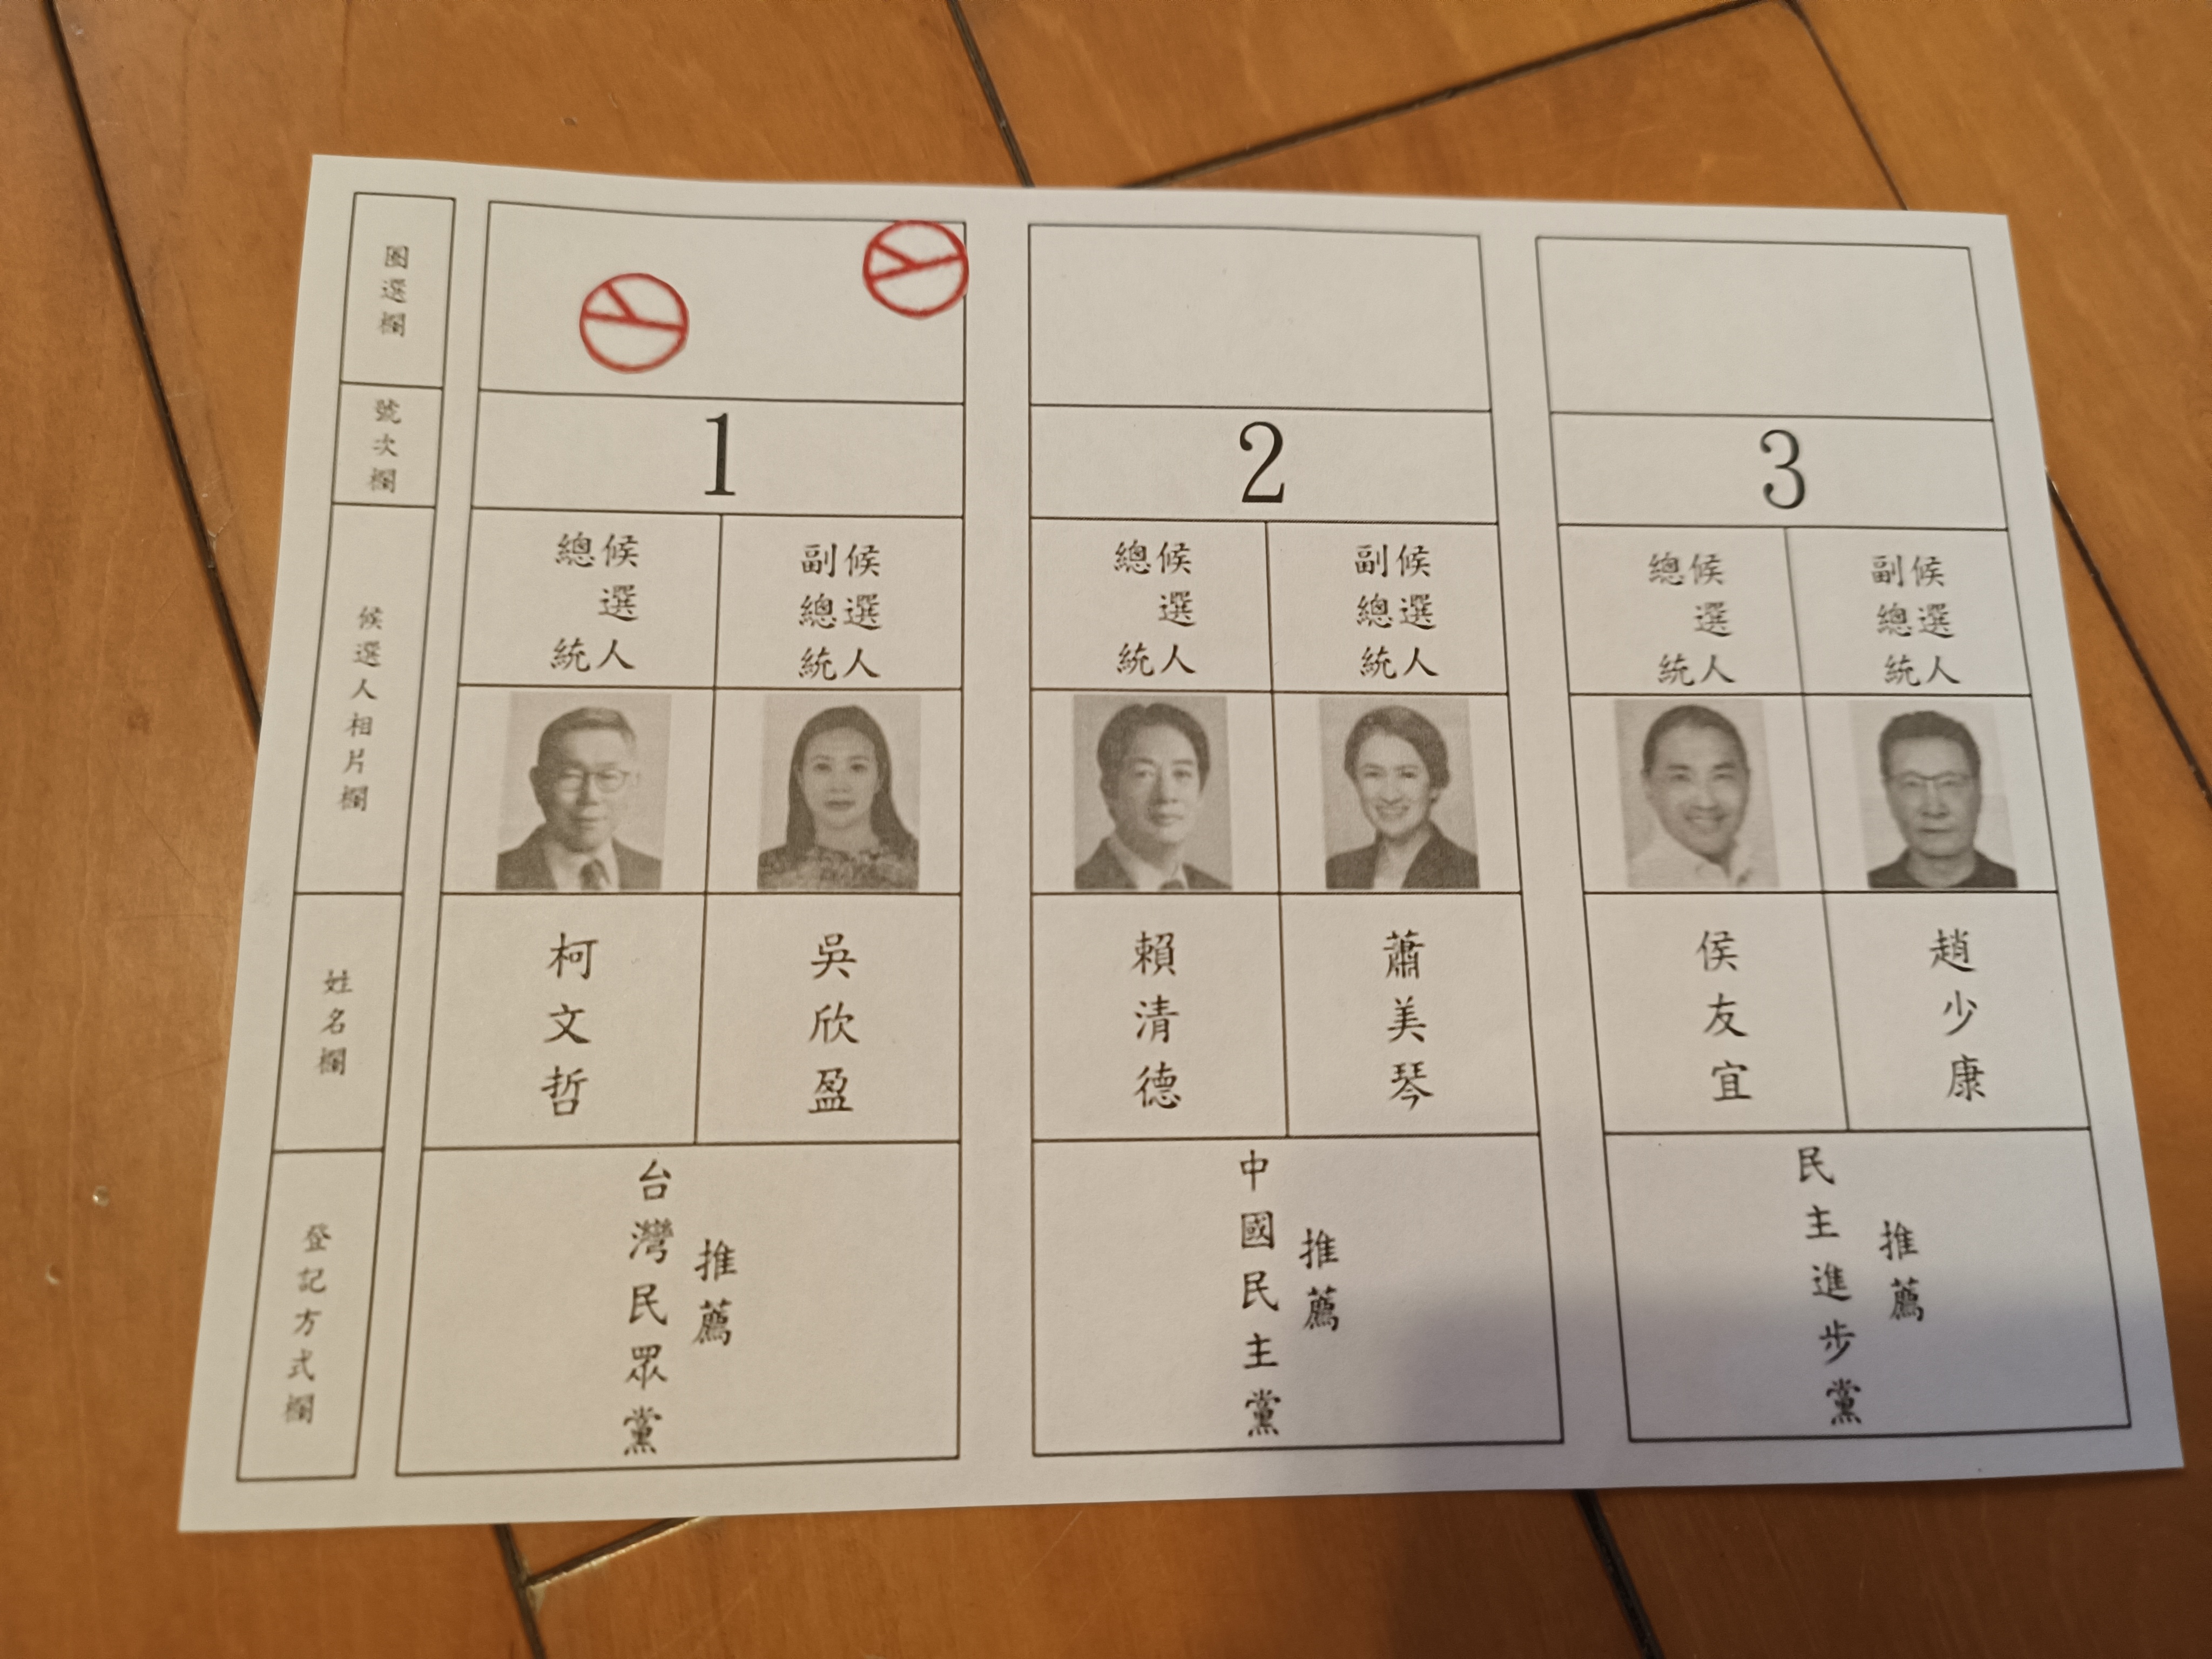 圈選欄
號次欄
候選人相片欄
姓名欄
登記方式欄
1
總統候選人
副總統候選人
柯文哲
吳欣盈
台灣民眾黨
推薦
2
總統候選人
副總統候選人
賴清德
蕭美琴
中國民主黨
推薦
3
總統候選人
副總統候選人
侯友宜
趙少康
民主進步黨
推薦